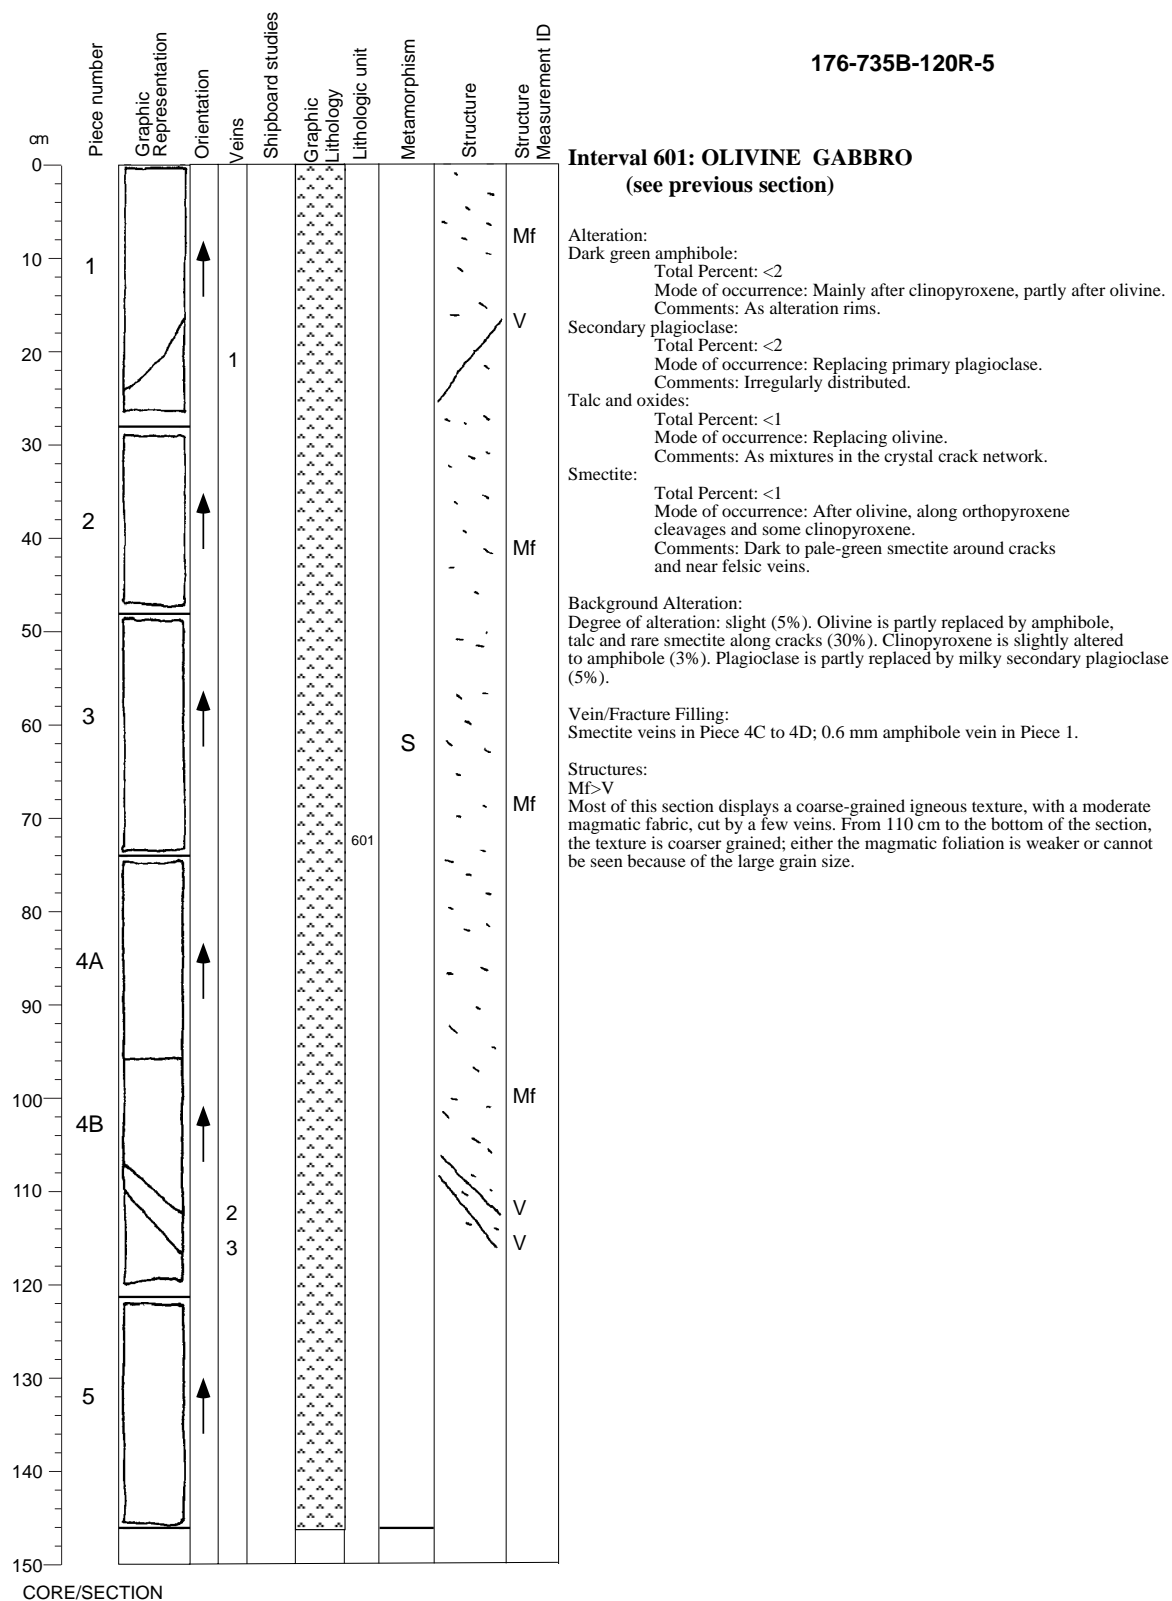 176-735B-120R-5
cm
Piece number
Graphic
Representation
Orientation
Veins
Shipboard studies
Graphic
Lithology
Lithologic unit
Metamorphism
Structure
Structure
Measurement ID
0
10
20
30
40
50
60
70
80
90
100
110
120
130
140
150
1
2
3
4A
4B
5
1
2
3
601
S
Mf
V
Mf
Mf
Mf
V
V
CORE/SECTION
Interval 601: OLIVINE GABBRO
(see previous section)
Alteration:
Dark green amphibole:
Total Percent: <2
Mode of occurrence: Mainly after clinopyroxene, partly after olivine.
Comments: As alteration rims.
Secondary plagioclase:
Total Percent: <2
Mode of occurrence: Replacing primary plagioclase.
Comments: Irregularly distributed.
Talc and oxides:
Total Percent: <1
Mode of occurrence: Replacing olivine.
Comments: As mixtures in the crystal crack network.
Smectite:
Total Percent: <1
Mode of occurrence: After olivine, along orthopyroxene
cleavages and some clinopyroxene.
Comments: Dark to pale-green smectite around cracks
and near felsic veins.
Background Alteration:
Degree of alteration: slight (5%). Olivine is partly replaced by amphibole,
talc and rare smectite along cracks (30%). Clinopyroxene is slightly altered
to amphibole (3%). Plagioclase is partly replaced by milky secondary plagioclase
(5%).
Vein/Fracture Filling:
Smectite veins in Piece 4C to 4D; 0.6 mm amphibole vein in Piece 1.
Structures:
Mf>V
Most of this section displays a coarse-grained igneous texture, with a moderate
magmatic fabric, cut by a few veins. From 110 cm to the bottom of the section,
the texture is coarser grained; either the magmatic foliation is weaker or cannot
be seen because of the large grain size.